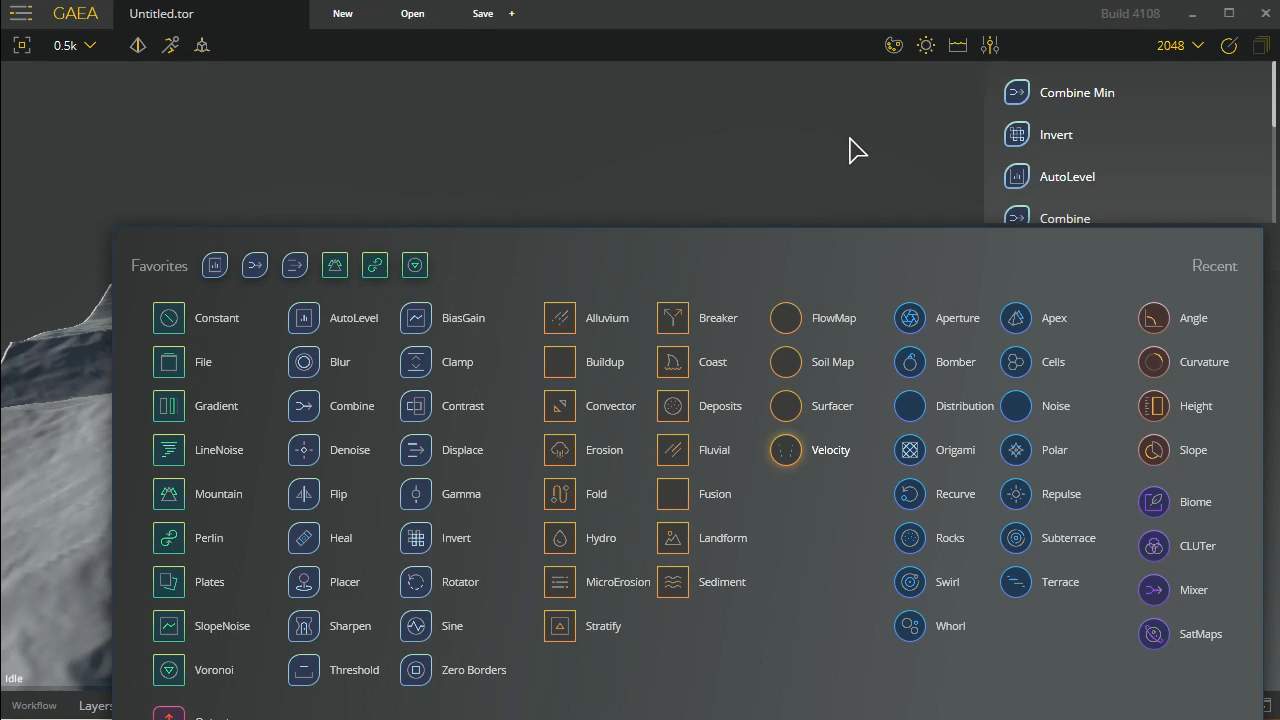 GAEA Untitled.tor New Open Save + Build 4108
0.5k 2048
Combine Min
Invert
AutoLevel
Combine
Favorites Recent
Constant AutoLevel BiasGain Alluvium Breaker FlowMap Aperture Apex Angle
File Blur Clamp Buildup Coast Soil Map Bomber Cells Curvature
Gradient Combine Contrast Convector Deposits Surfacer Distribution Noise Height
LineNoise Denoise Displace Erosion Fluvial Velocity Origami Polar Slope
Mountain Flip Gamma Fold Fusion Recurve Repulse Biome
Perlin Heal Invert Hydro Landform Rocks Subterrace CLUTer
Plates Placer Rotator MicroErosion Sediment Swirl Terrace Mixer
SlopeNoise Sharpen Sine Stratify Whorl SatMaps
Voronoi Threshold Zero Borders
Idle
Workflow Layers